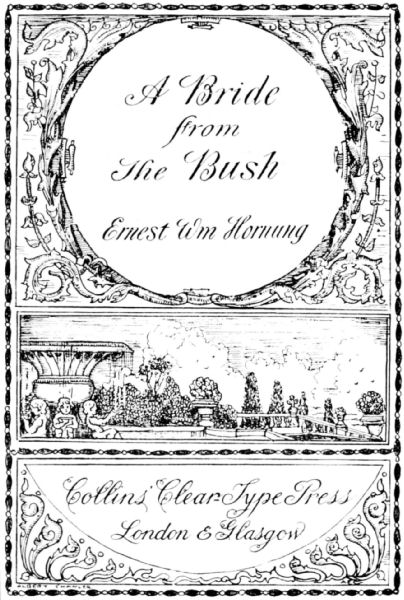 A Bride
from
The Bush
Ernest Wm Hornung
Collins' Clear-Type Press
London & Glasgow